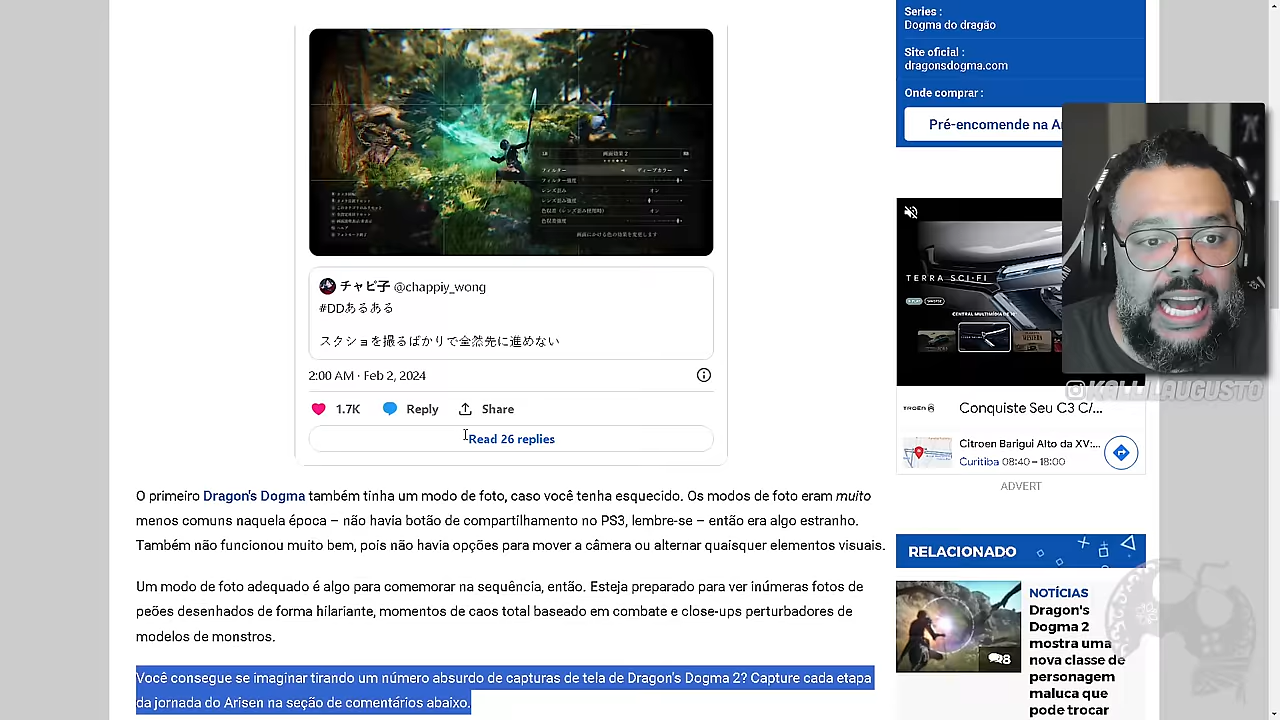 Series :
Dogma do dragão
Site oficial :
dragonsdogma.com
Onde comprar :
Pré-encomende na
チャピ子 @chappiy_wong
#DDあるある
スクショを撮るばかりで全然先に進めない
2:00 AM · Feb 2, 2024
1.7K Reply Share
Read 26 replies
O primeiro Dragon's Dogma também tinha um modo de foto, caso você tenha esquecido. Os modos de foto eram muito
menos comuns naquela época – não havia botão de compartilhamento no PS3, lembre-se – então era algo estranho.
Também não funcionou muito bem, pois não havia opções para mover a câmera ou alternar quaisquer elementos visuais.
Um modo de foto adequado é algo para comemorar na sequência, então. Esteja preparado para ver inúmeras fotos de
peões desenhados de forma hilariante, momentos de caos total baseado em combate e close-ups perturbadores de
modelos de monstros.
Você consegue se imaginar tirando um número absurdo de capturas de tela de Dragon's Dogma 2? Capture cada etapa
da jornada do Arisen na seção de comentários abaixo.
TERRA SCI-FI
CENTRAL MULTIMÍDIA DE 10"
@KALLILAUGUSTO
Conquiste Seu C3 C/...
Citroen Barigui Alto da XV:...
Curitiba 08:40 – 18:00
ADVERT
RELACIONADO
NOTÍCIAS
Dragon's
Dogma 2
mostra uma
nova classe de
personagem
maluca que
pode trocar
8